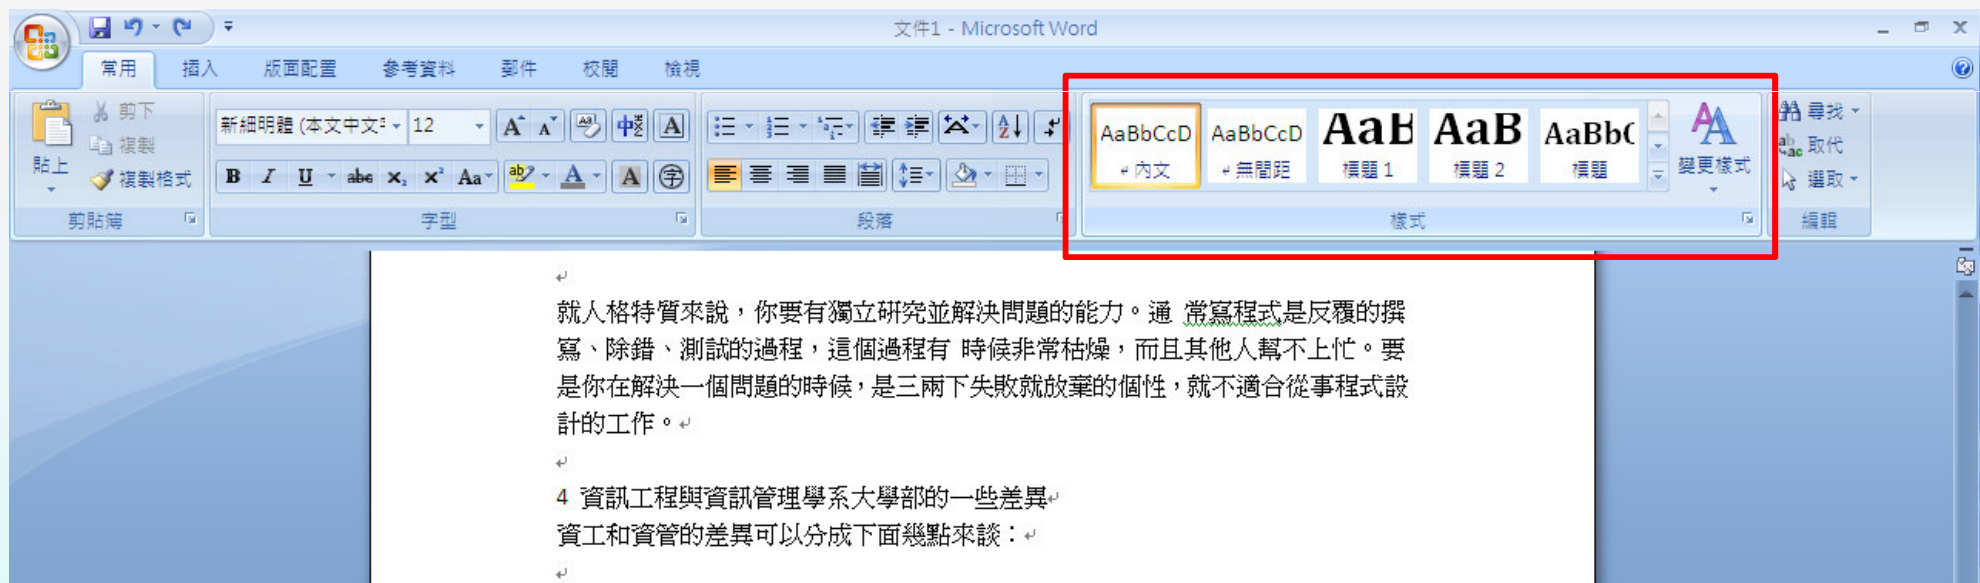 文件1 - Microsoft Word
常用 插入 版面配置 參考資料 郵件 校閱 檢視
貼上
剪下
複製
複製格式
剪貼簿
新細明體 (本文中文 12
B I U abc x₂ x² Aa
字型
段落
AaBbCcD AaBbCcD AaB AaB AaBbC
內文 無間距 標題 1 標題 2 標題
變更樣式
樣式
尋找
取代
選取
編輯
就人格特質來說，你要有獨立研究並解決問題的能力。通 常寫程式是反覆的撰
寫、除錯、測試的過程，這個過程有 時候非常枯燥，而且其他人幫不上忙。要
是你在解決一個問題的時候，是三兩下失敗就放棄的個性，就不適合從事程式設
計的工作。
4 資訊工程與資訊管理學系大學部的一些差異
資工和資管的差異可以分成下面幾點來談：